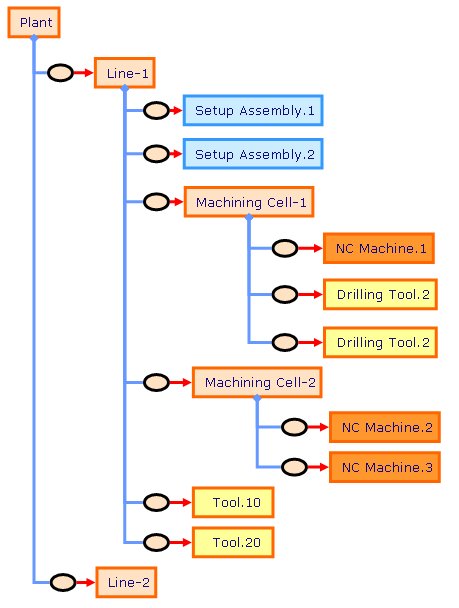 Plant
Line-1
Setup Assembly.1
Setup Assembly.2
Machining Cell-1
NC Machine.1
Drilling Tool.2
Drilling Tool.2
Machining Cell-2
NC Machine.2
NC Machine.3
Tool.10
Tool.20
Line-2